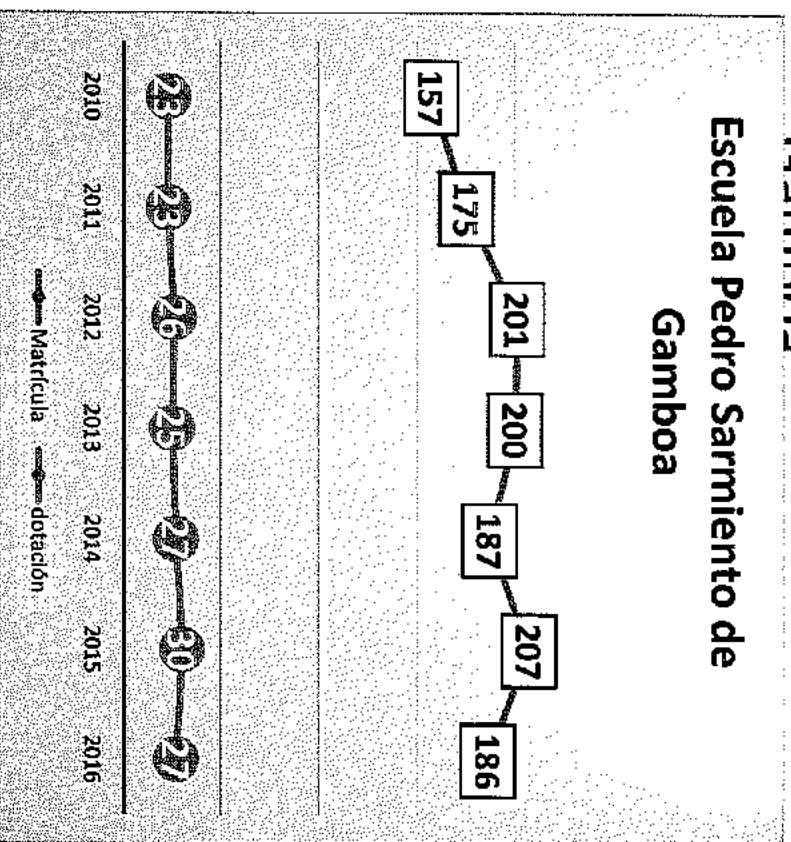 Escuela Pedro Sarmiento de
Gamboa
157 175 201 200 187 207 186
23 23 26 25 27 30 27
2010 2011 2012 2013 2014 2015 2016
Matrícula dotación